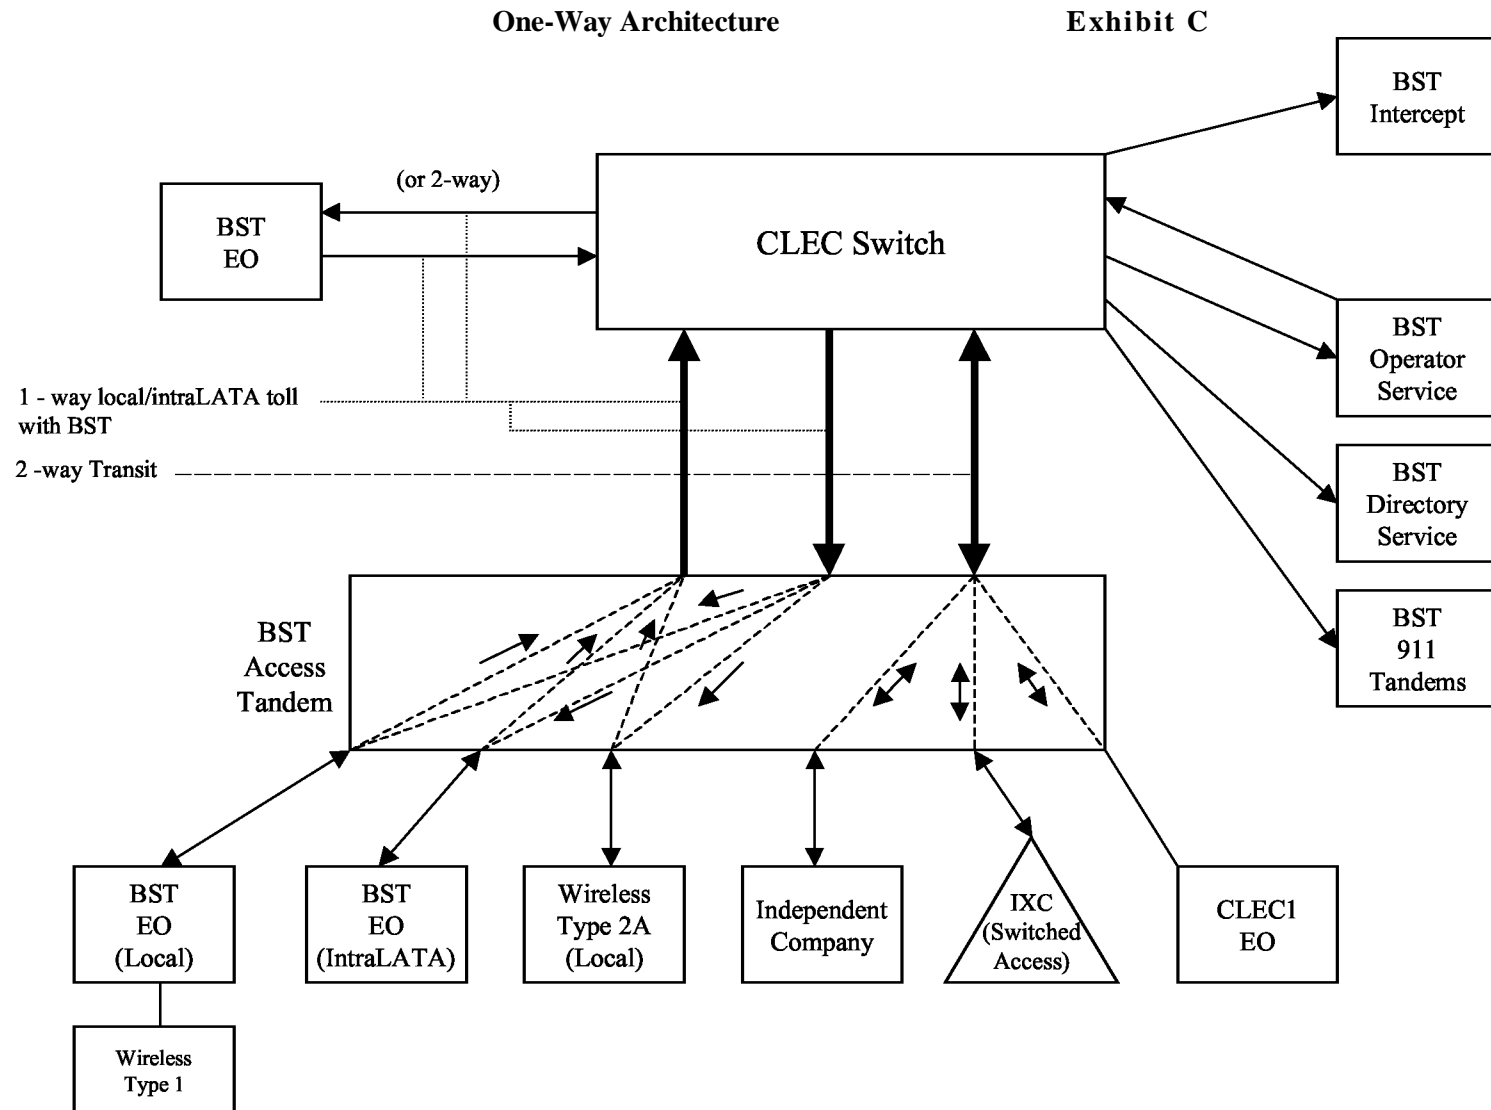 One-Way Architecture
Exhibit C
BST
Intercept
(or 2-way)
BST
EO
CLEC Switch
BST
Operator
Service
1 - way local/intraLATA toll
with BST
2 -way Transit
BST
Directory
Service
BST
911
Tandems
BST
Access
Tandem
BST
EO
(Local)
BST
EO
(IntraLATA)
Wireless
Type 2A
(Local)
Independent
Company
IXC
(Switched
Access)
CLEC1
EO
Wireless
Type 1